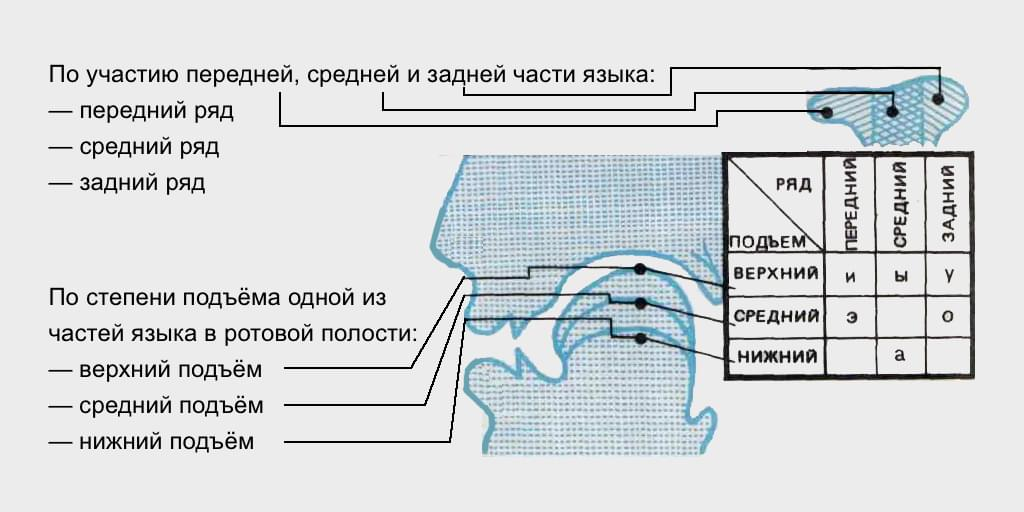 По участию передней, средней и задней части языка:
— передний ряд
— средний ряд
— задний ряд
По степени подъёма одной из
частей языка в ротовой полости:
— верхний подъём
— средний подъём
— нижний подъём
РЯД
ПОДЪЕМ
ПЕРЕДНИЙ
СРЕДНИЙ
ЗАДНИЙ
ВЕРХНИЙ и ы у
СРЕДНИЙ э о
НИЖНИЙ а